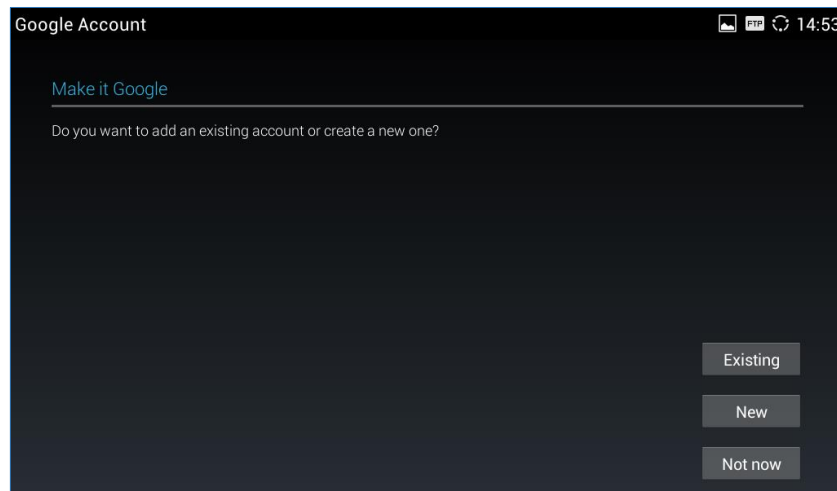 Google Account FTP 14:53
Make it Google
Do you want to add an existing account or create a new one?
Existing
New
Not now